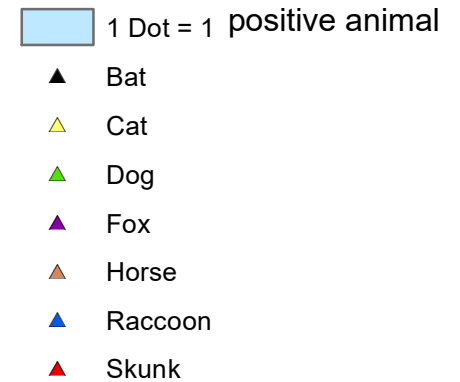 1 Dot = 1 positive animal
Bat
Cat
Dog
Fox
Horse
Raccoon
Skunk